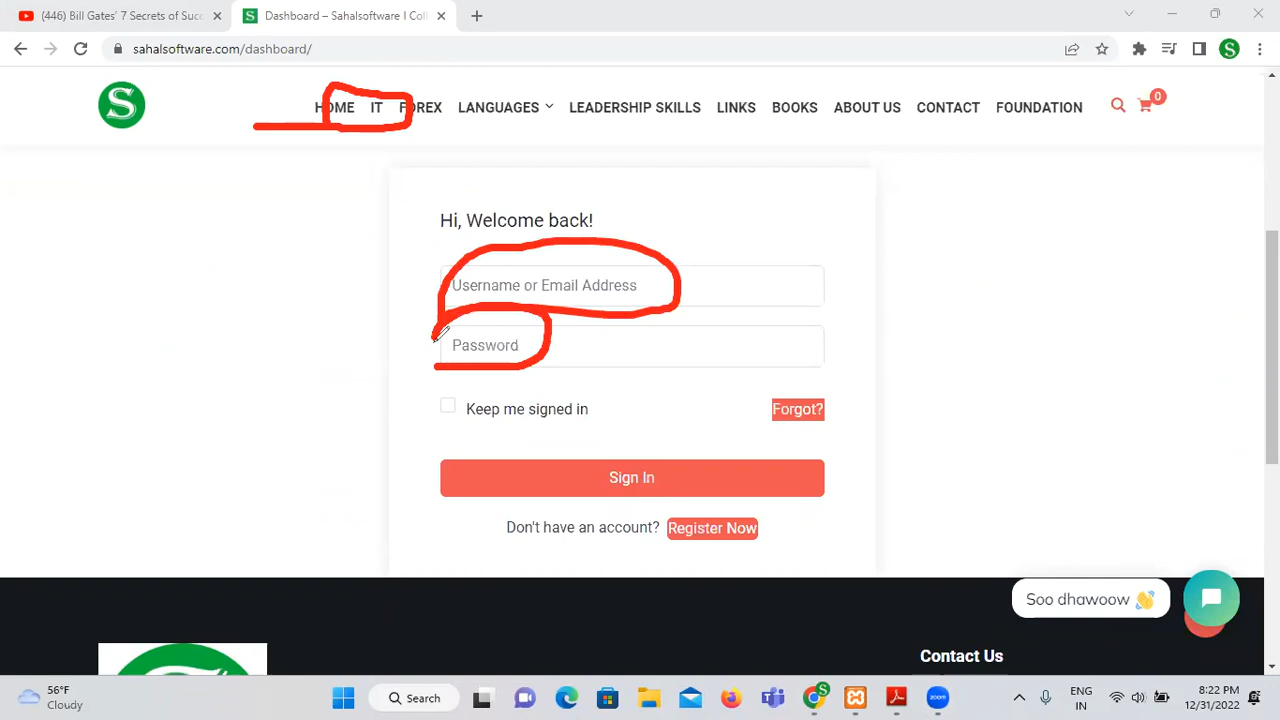 (446) Bill Gates' 7 Secrets of Succ
Dashboard – Sahalsoftware I Coll
sahalsoftware.com/dashboard/
S
S
HOME IT FOREX LANGUAGES LEADERSHIP SKILLS LINKS BOOKS ABOUT US CONTACT FOUNDATION 0
Hi, Welcome back!
Username or Email Address
Password
Keep me signed in Forgot?
Sign In
Don't have an account? Register Now
Soo dhawoow 👋
Contact Us
56°F
Cloudy
Search
S
zoom
ENG
IN
8:22 PM
12/31/2022